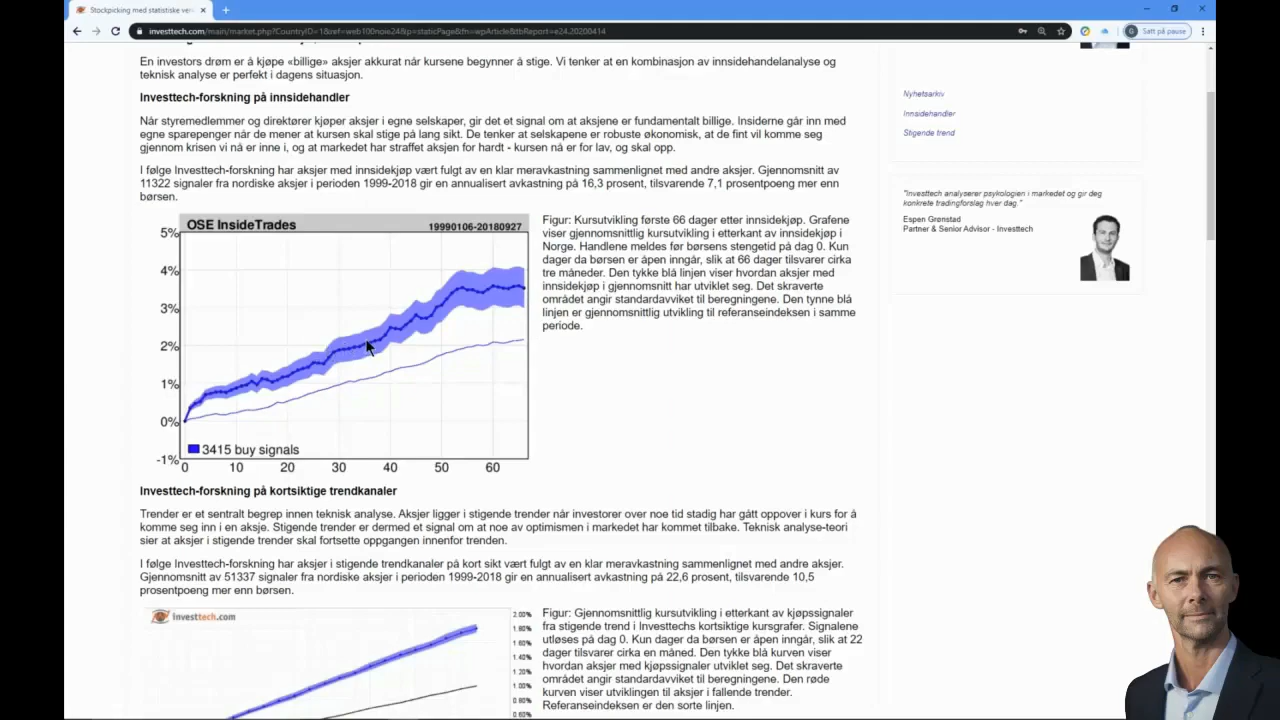 Stockpicking med statistiske ver
investtech.com/main/market.php?CountryID=1&ref=web100noe24&p=staticPage&fn=wpArticle&tbReport=e24.20200414
Satt på pause
En investors drøm er å kjøpe «billige» aksjer akkurat når kursene begynner å stige. Vi tenker at en kombinasjon av innsidehandelanalyse og
teknisk analyse er perfekt i dagens situasjon.
Investtech-forskning på innsidehandler
Når styremedlemmer og direktører kjøper aksjer i egne selskaper, gir det et signal om at aksjene er fundamentalt billige. Insiderne går inn med
egne sparepenger når de mener at kursen skal stige på lang sikt. De tenker at selskapene er robuste økonomisk, at de fint vil komme seg
gjennom krisen vi nå er inne i, og at markedet har straffet aksjen for hardt - kursen nå er for lav, og skal opp.
I følge Investtech-forskning har aksjer med innsidekjøp vært fulgt av en klar meravkastning sammenlignet med andre aksjer. Gjennomsnitt av
11322 signaler fra nordiske aksjer i perioden 1999-2018 gir en annualisert avkastning på 16,3 prosent, tilsvarende 7,1 prosentpoeng mer enn
børsen.
OSE InsideTrades
19990106-20180927
5%
4%
3%
2%
1%
0%
-1%
3415 buy signals
0 10 20 30 40 50 60
Figur: Kursutvikling første 66 dager etter innsidekjøp. Grafene
viser gjennomsnittlig kursutvikling i etterkant av innsidekjøp i
Norge. Handlene meldes før børsens stengetid på dag 0. Kun
dager da børsen er åpen inngår, slik at 66 dager tilsvarer cirka
tre måneder. Den tykke blå linjen viser hvordan aksjer med
innsidekjøp i gjennomsnitt har utviklet seg. Det skraverte
området angir standardavviket til beregningene. Den tynne blå
linjen er gjennomsnittlig utvikling til referanseindeksen i samme
periode.
Investtech-forskning på kortsiktige trendkanaler
Trender er et sentralt begrep innen teknisk analyse. Aksjer ligger i stigende trender når investorer over noe tid stadig har gått oppover i kurs for å
komme seg inn i en aksje. Stigende trender er dermed et signal om at noe av optimismen i markedet har kommet tilbake. Teknisk analyse-teori
sier at aksjer i stigende trender skal fortsette oppgangen innenfor trenden.
I følge Investtech-forskning har aksjer i stigende trendkanaler på kort sikt vært fulgt av en klar meravkastning sammenlignet med andre aksjer.
Gjennomsnitt av 51337 signaler fra nordiske aksjer i perioden 1999-2018 gir en annualisert avkastning på 22,6 prosent, tilsvarende 10,5
prosentpoeng mer enn børsen.
investtech.com
2.00%
1.80%
1.60%
1.40%
1.20%
1.00%
0.80%
0.60%
Figur: Gjennomsnittlig kursutvikling i etterkant av kjøpssignaler
fra stigende trend i Investtechs kortsiktige kursgrafer. Signalene
utløses på dag 0. Kun dager da børsen er åpen inngår, slik at 22
dager tilsvarer cirka en måned. Den tykke blå kurven viser
hvordan aksjer med kjøpssignaler utviklet seg. Det skraverte
området angir standardavviket til beregningene. Den røde
kurven viser utviklingen til aksjer i fallende trender.
Referanseindeksen er den sorte linjen.
Nyhetsarkiv
Innsidehandler
Stigende trend
"Investtech analyserer psykologien i markedet og gir deg
konkrete tradingforslag hver dag."
Espen Grønstad
Partner & Senior Advisor - Investtech